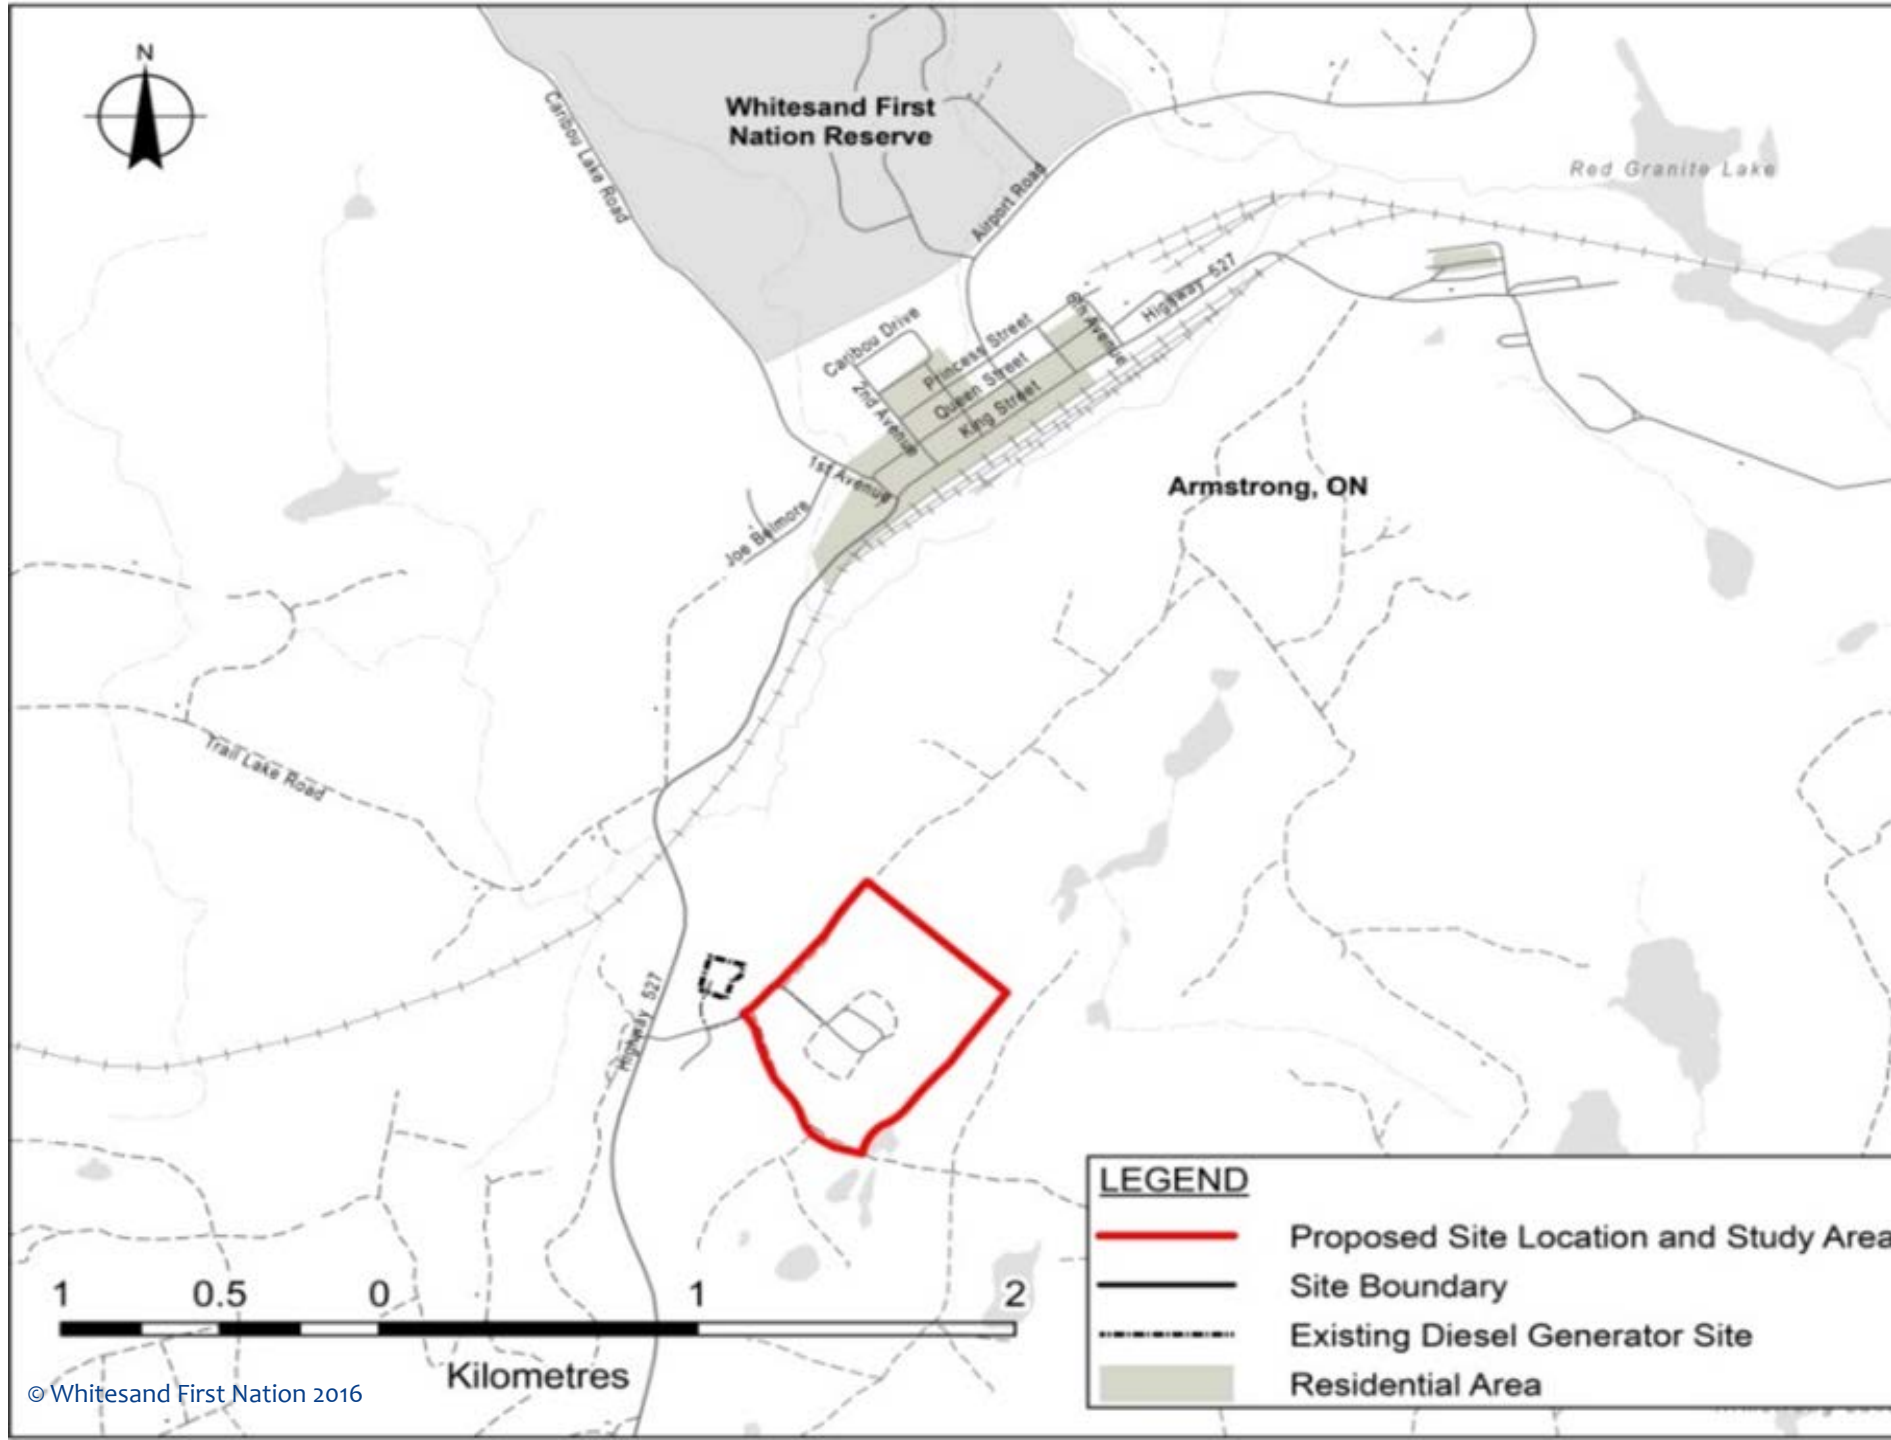 N
Whitesand First
Nation Reserve
Caribou Lake Road
Airport Road
Red Granite Lake
Highway 527
6th Avenue
Caribou Drive
Princess Street
Queen Street
King Street
2nd Avenue
1st Avenue
Joe Belmore
Armstrong, ON
Trail Lake Road
Highway 527
LEGEND
Proposed Site Location and Study Area
Site Boundary
Existing Diesel Generator Site
Residential Area
1 0.5 0 1 2
Kilometres
© Whitesand First Nation 2016